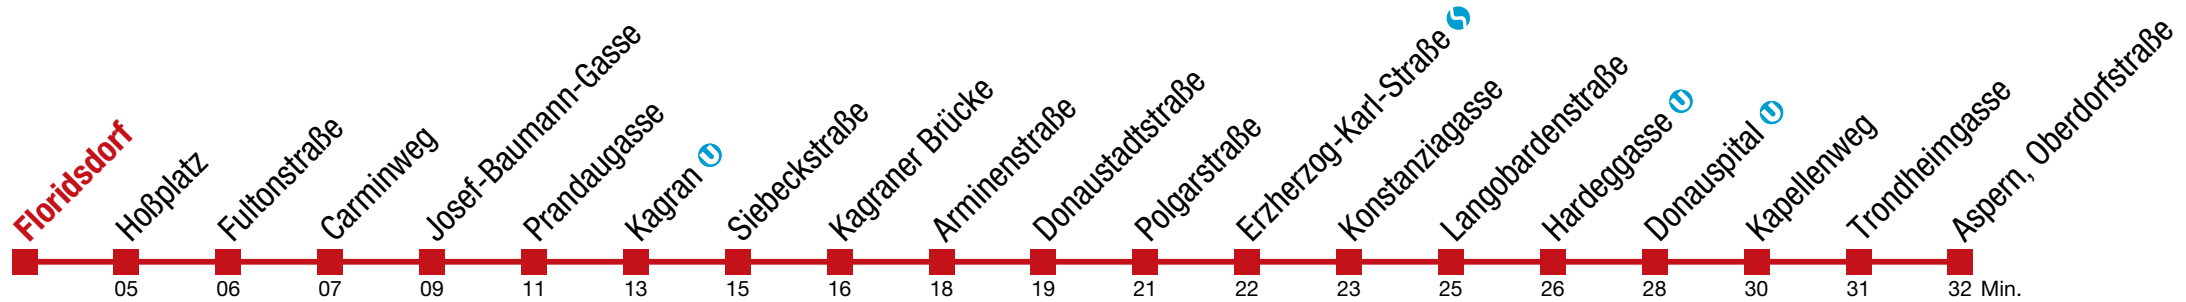 Floridsdorf
Hoßplatz
Fultonstraße
Carminweg
Josef-Baumann-Gasse
Prandaugasse
Kagran U
Siebeckstraße
Kagraner Brücke
Arminenstraße
Donaustadtstraße
Polgarstraße
Erzherzog-Karl-Straße S
Konstanziagasse
Langobardenstraße
Hardeggasse U
Donauspital U
Kapellenweg
Trondheimgasse
Aspern, Oberdorfstraße
05 06 07 09 11 13 15 16 18 19 21 22 23 25 26 28 30 31 32 Min.